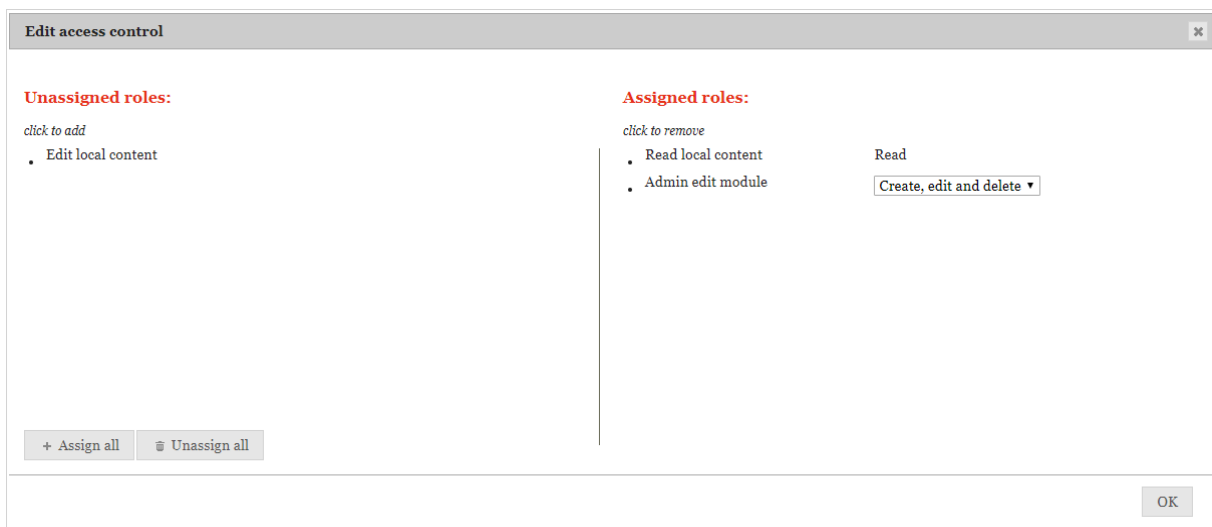 Edit access control
Unassigned roles:
click to add
Edit local content
Assigned roles:
click to remove
Read local content Read
Admin edit module Create, edit and delete
Assign all Unassign all
OK